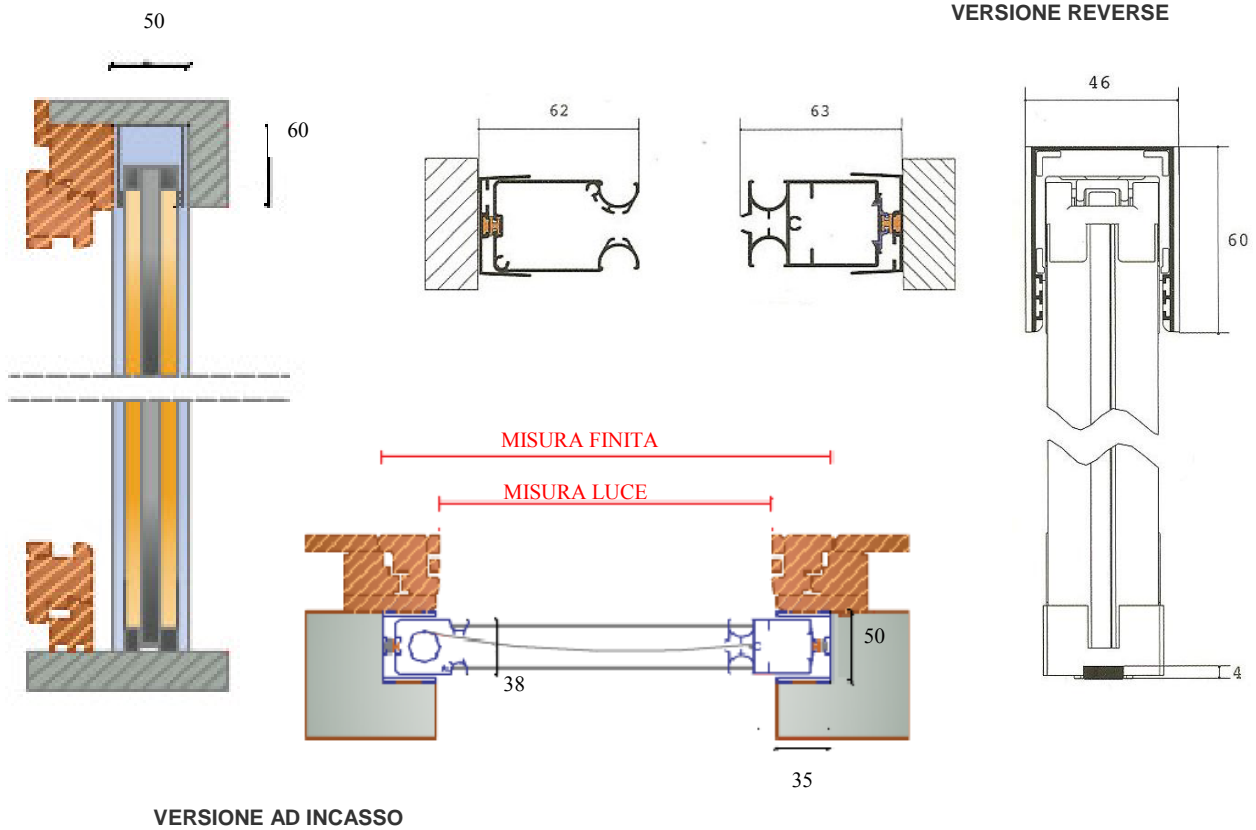 VERSIONE REVERSE
50
46
62
63
60
60
MISURA FINITA
MISURA LUCE
50
38
4
35
VERSIONE AD INCASSO